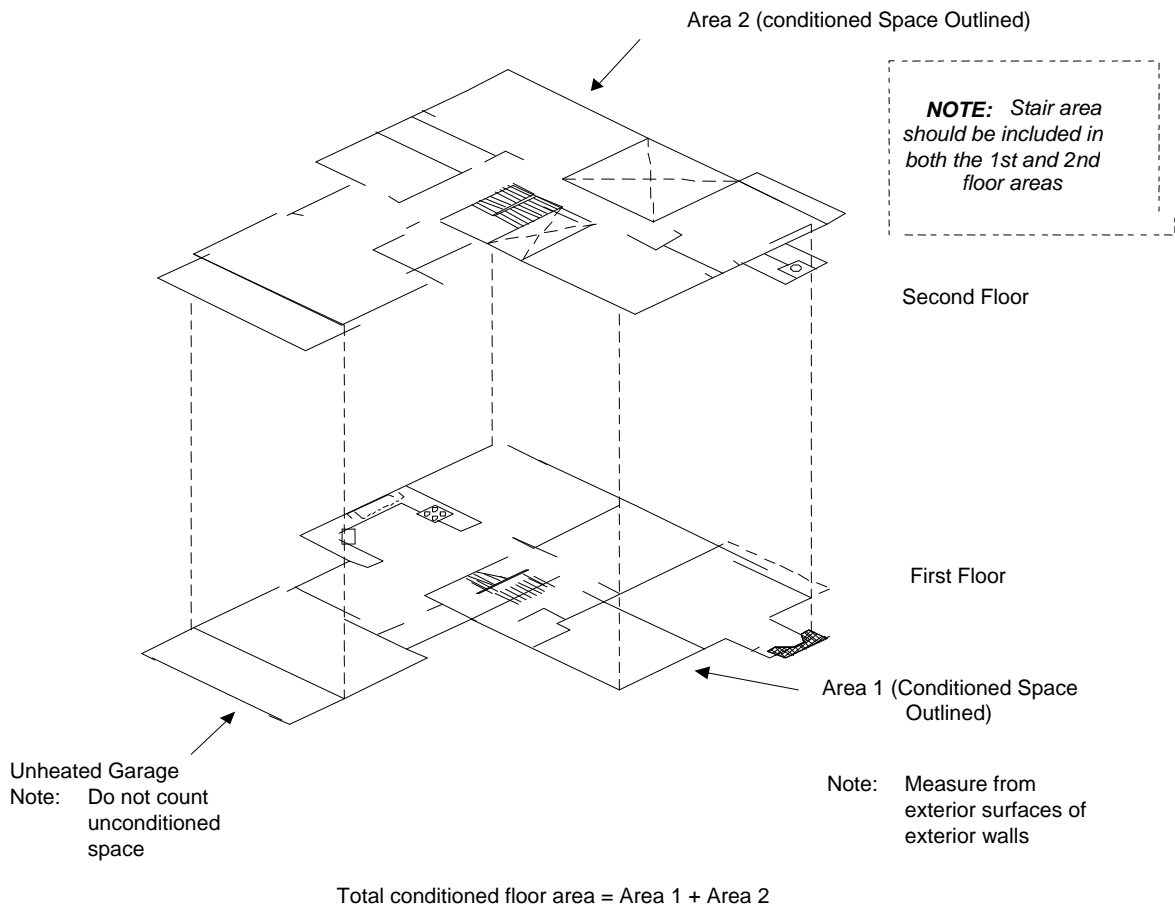 Area 2 (conditioned Space Outlined)
NOTE: Stair area
should be included in
both the 1st and 2nd
floor areas
Second Floor
First Floor
Area 1 (Conditioned Space
Outlined)
Unheated Garage
Note: Do not count
unconditioned
space
Note: Measure from
exterior surfaces of
exterior walls
Total conditioned floor area = Area 1 + Area 2